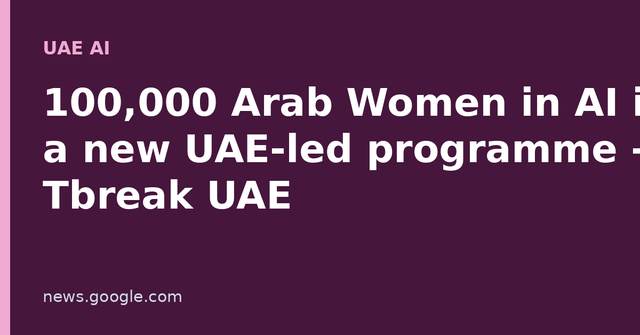 UAE AI
100,000 Arab Women in AI
a new UAE-led programme -
Tbreak UAE
news.google.com